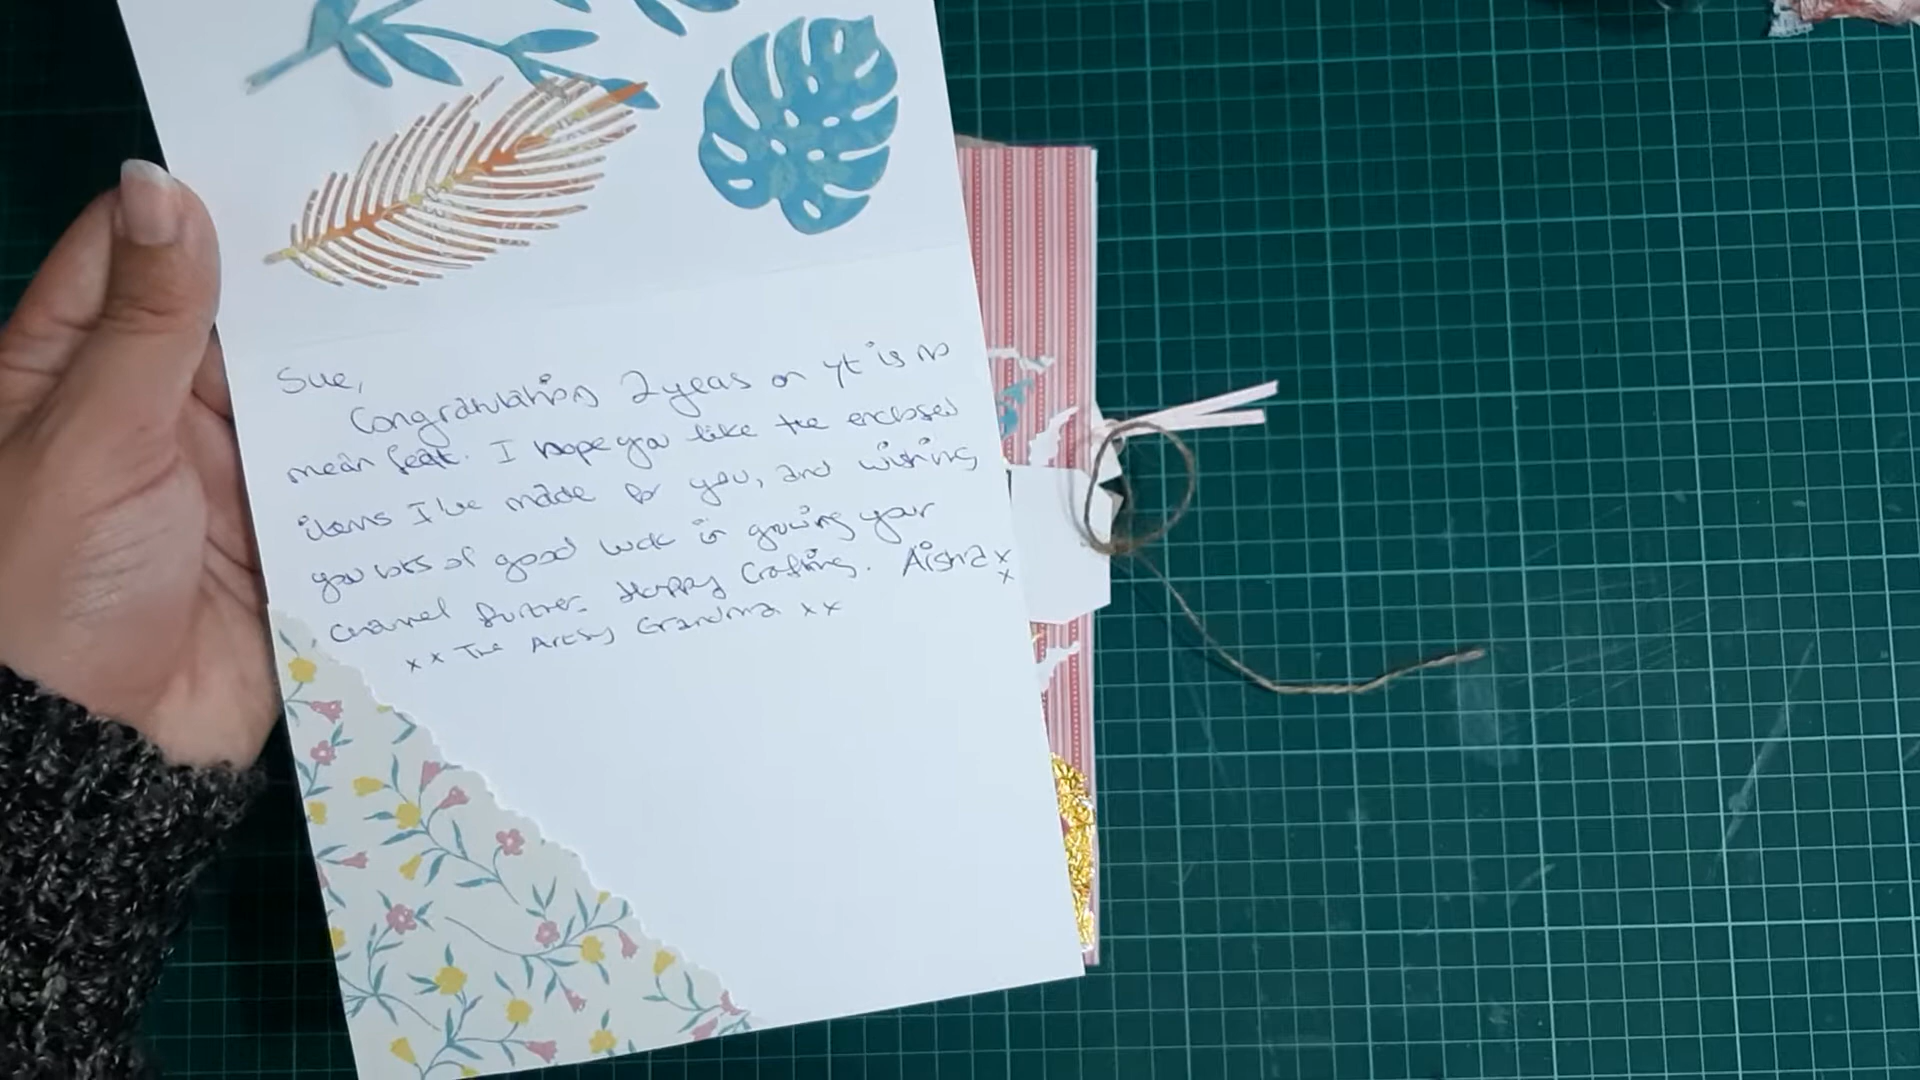 Sue,
Congratulations 2 years on yt is no
mean feat. I hope you like the enclosed
items I've made for you, and wishing
you lots of good luck in growing your
channel further. Happy Crafting. Aisha x
x
x x The Artsy Grandma x x